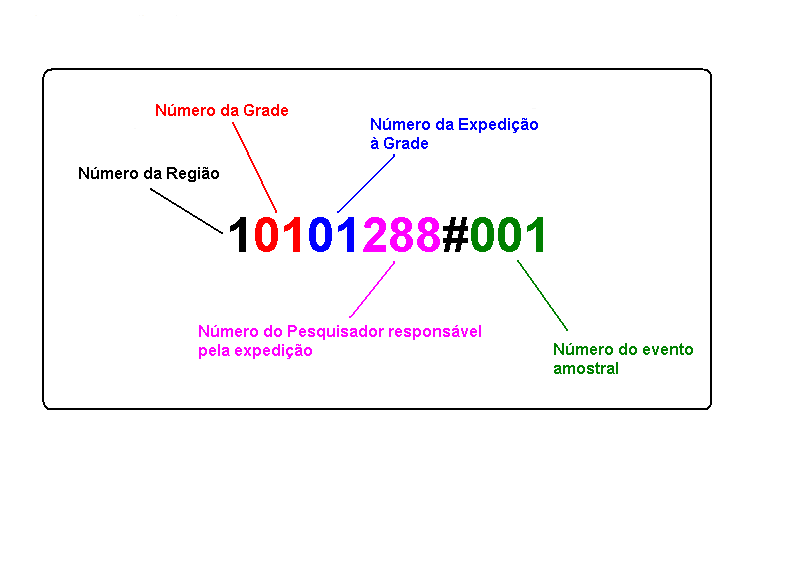 Número da Grade
Número da Expedição
à Grade
Número da Região
10101288#001
Número do Pesquisador responsável
pela expedição
Número do evento
amostral